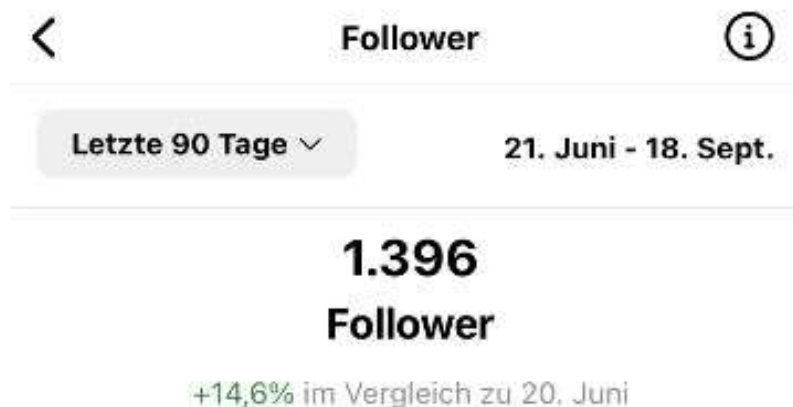 Follower
Letzte 90 Tage
21. Juni - 18. Sept.
1.396
Follower
+14,6% im Vergleich zu 20. Juni